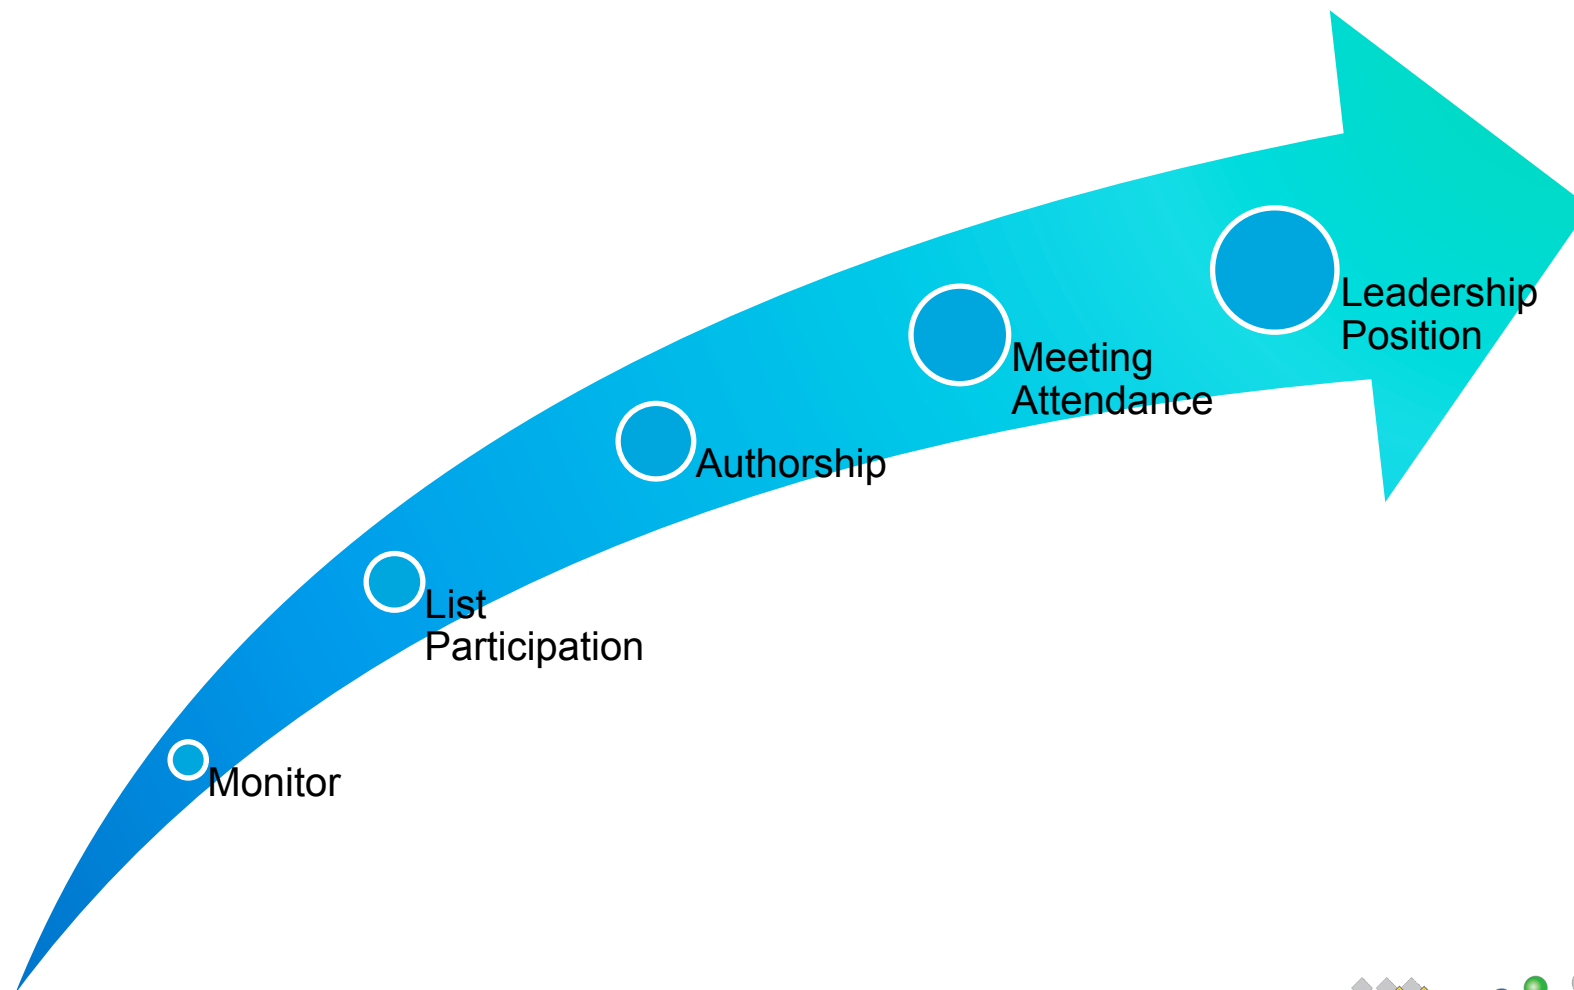 Leadership
Position
Meeting
Attendance
Authorship
List
Participation
Monitor